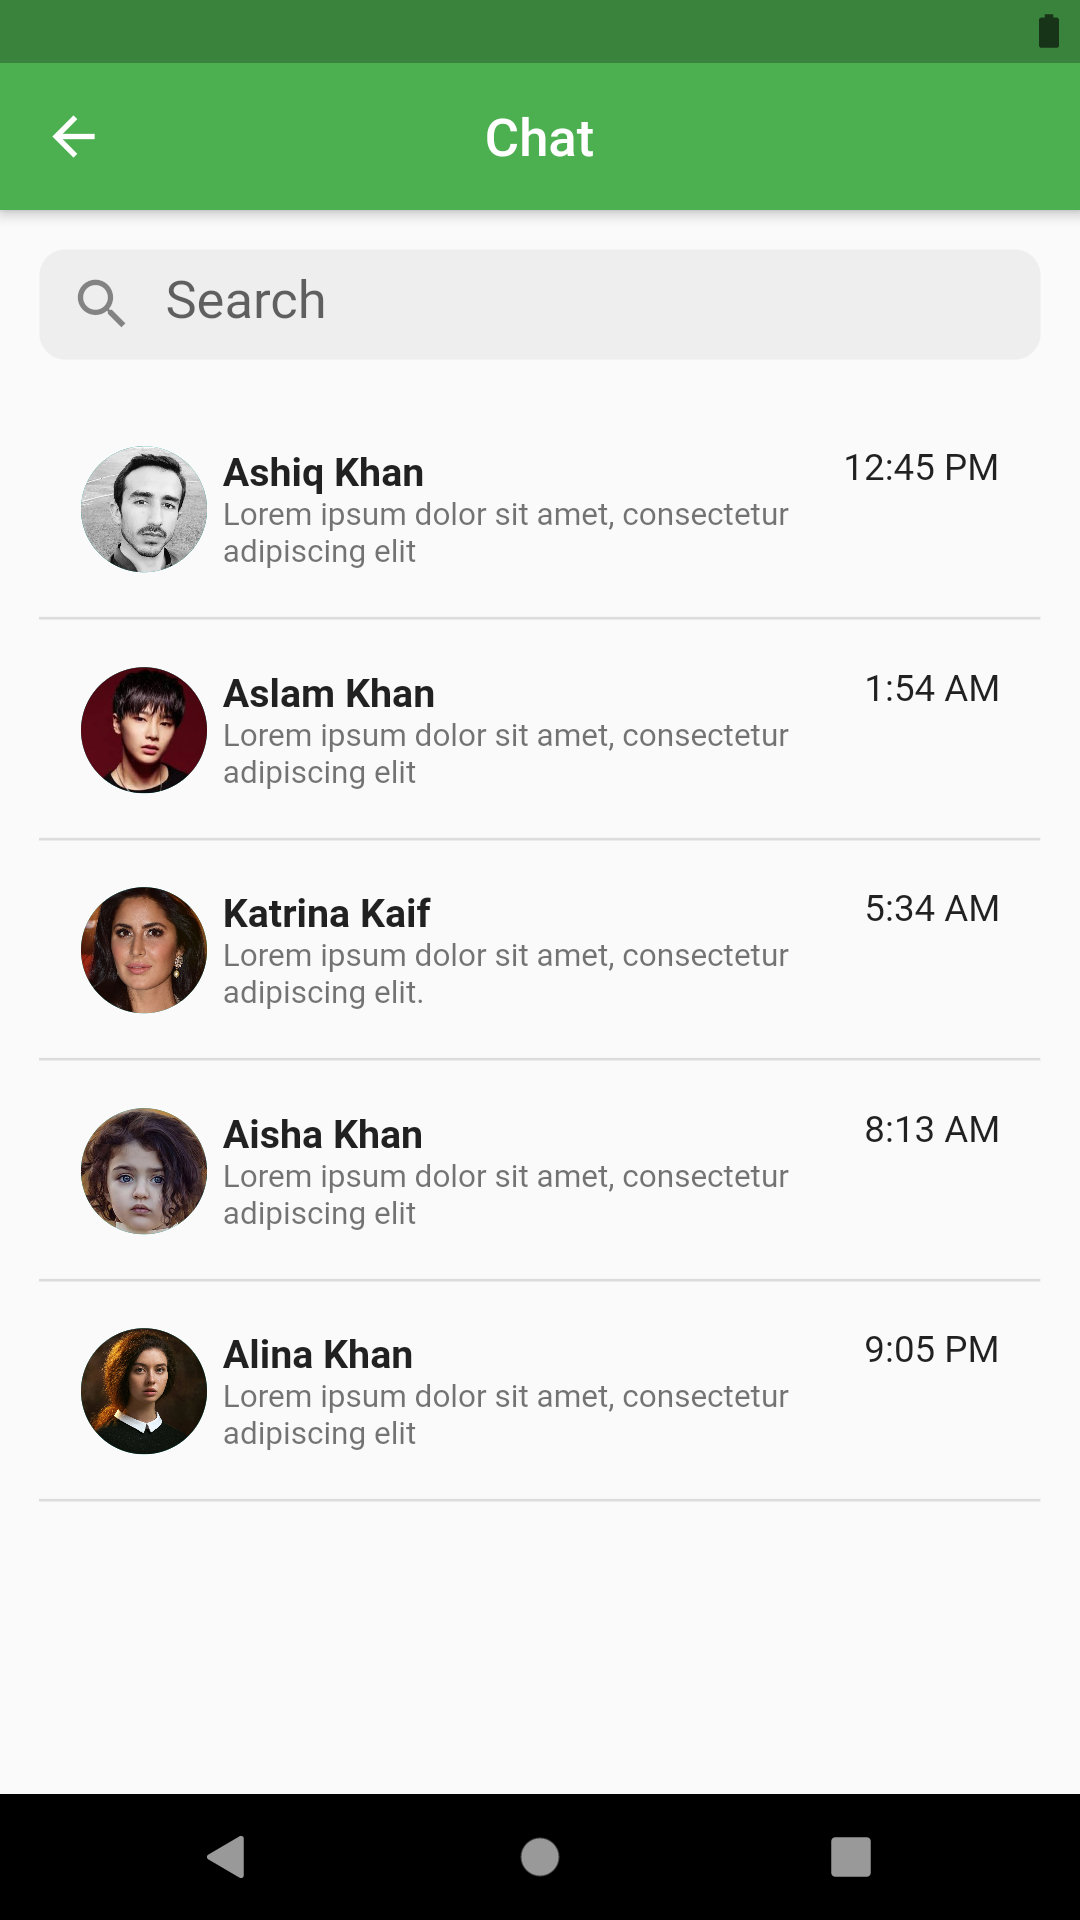 Chat
Search
Ashiq Khan
12:45 PM
Lorem ipsum dolor sit amet, consectetur
adipiscing elit
Aslam Khan
1:54 AM
Lorem ipsum dolor sit amet, consectetur
adipiscing elit
Katrina Kaif
5:34 AM
Lorem ipsum dolor sit amet, consectetur
adipiscing elit.
Aisha Khan
8:13 AM
Lorem ipsum dolor sit amet, consectetur
adipiscing elit
Alina Khan
9:05 PM
Lorem ipsum dolor sit amet, consectetur
adipiscing elit